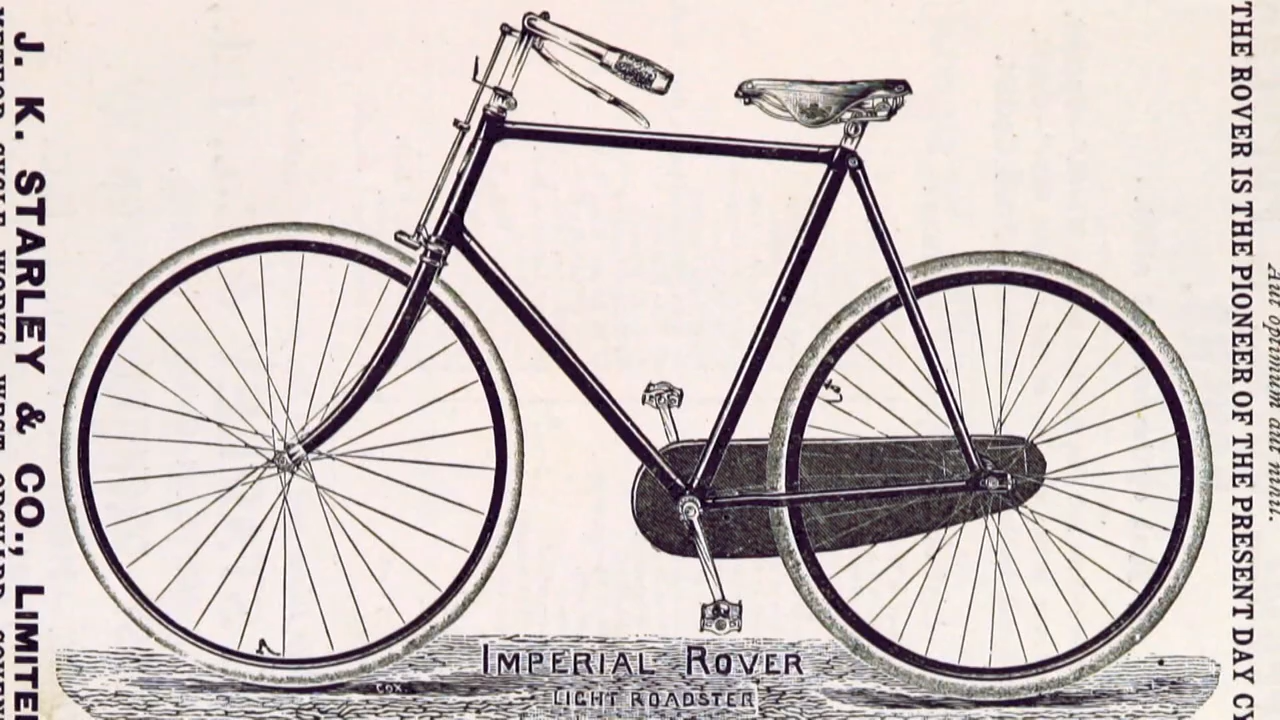 J. K. STARLEY & CO., LIMITE
IMPERIAL ROVER
LIGHT ROADSTER
COX.
THE ROVER IS THE PIONEER OF THE PRESENT DAY C
Aut optimum aut nihil.